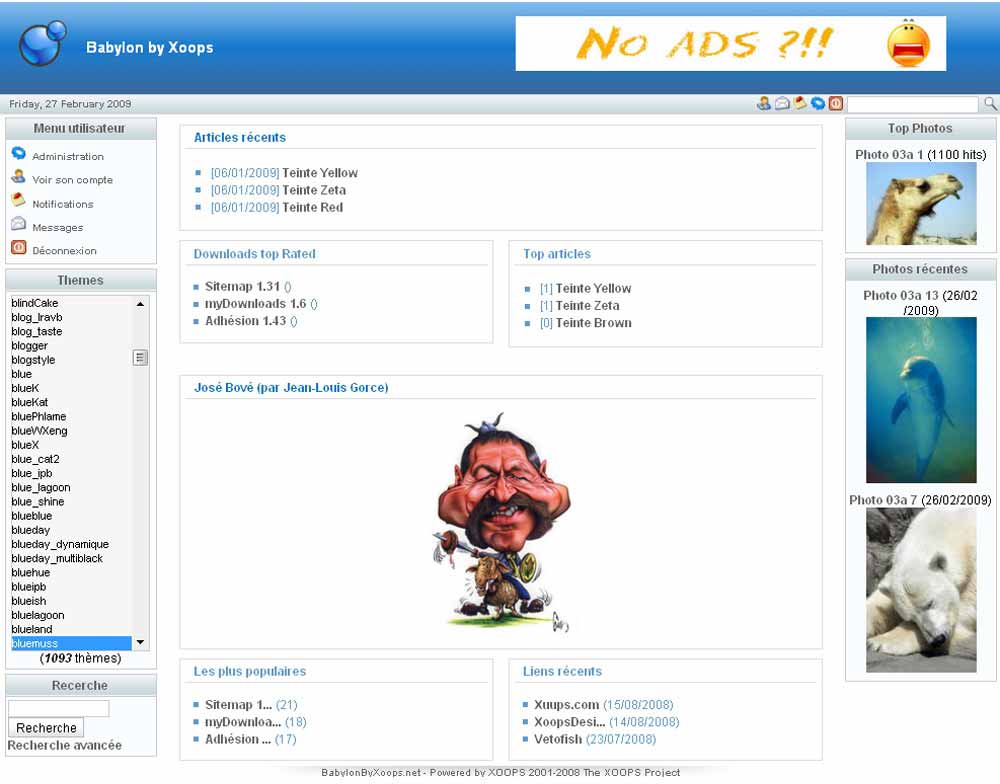 Babylon by Xoops
NO ADS ?!!
Friday, 27 February 2009
Menu utilisateur
Administration
Voir son compte
Notifications
Messages
Déconnexion
Themes
blindCake
blog_lravb
blog_taste
blogger
blogstyle
blue
blueK
blueKat
bluePhlame
blueWXeng
blueX
blue_cat2
blue_ipb
blue_lagoon
blue_shine
blueblue
blueday
blueday_dynamique
blueday_multiblack
bluehue
blueipb
blueish
bluelagoon
blueland
bluemuss
(1093 thèmes)
Recerche
Recherche
Recherche avancée
Articles récents
[06/01/2009] Teinte Yellow
[06/01/2009] Teinte Zeta
[06/01/2009] Teinte Red
Downloads top Rated
Sitemap 1.31 ()
myDownloads 1.6 ()
Adhésion 1.43 ()
Top articles
[1] Teinte Yellow
[1] Teinte Zeta
[0] Teinte Brown
José Bové (par Jean-Louis Gorce)
Les plus populaires
Sitemap 1... (21)
myDownloa... (18)
Adhésion ... (17)
Liens récents
Xuups.com (15/08/2008)
XoopsDesi... (14/08/2008)
Vetofish (23/07/2008)
Top Photos
Photo 03a 1 (1100 hits)
Photos récentes
Photo 03a 13 (26/02
/2009)
Photo 03a 7 (26/02/2009)
BabylonByXoops.net - Powered by XOOPS 2001-2008 The XOOPS Project